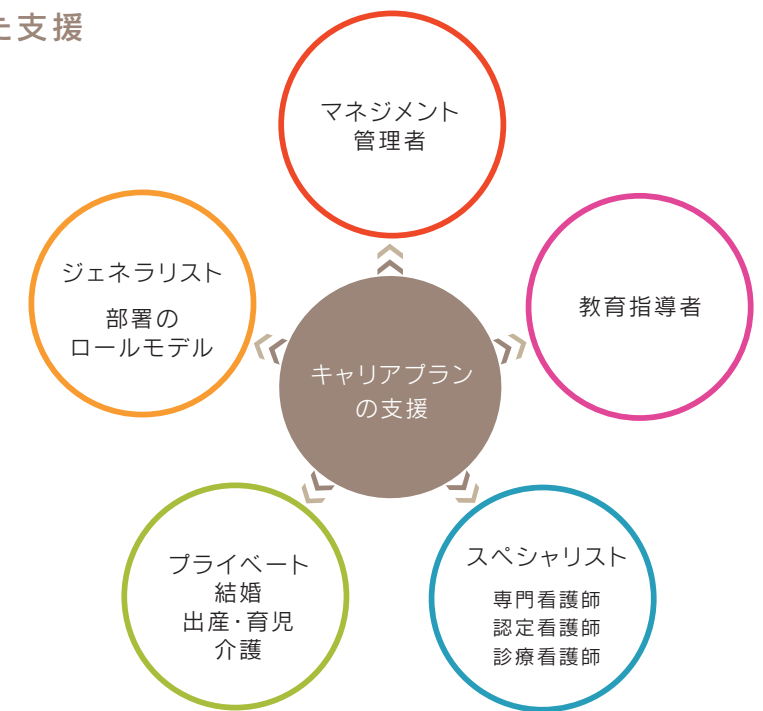 た支援
マネジメント
管理者
ジェネラリスト
部署の
ロールモデル
教育指導者
キャリアプラン
の支援
プライベート
結婚
出産・育児
介護
スペシャリスト
専門看護師
認定看護師
診療看護師